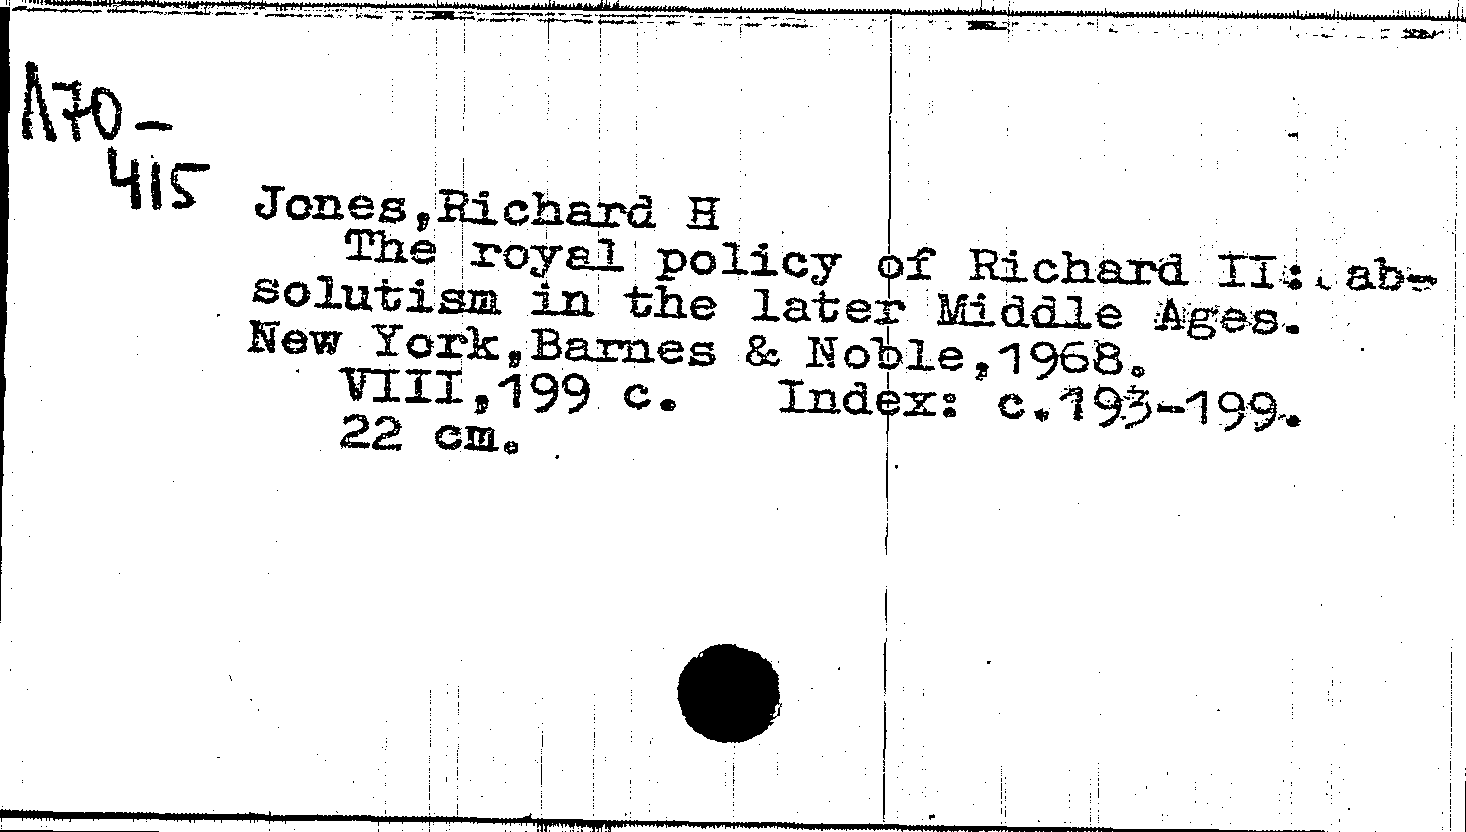 Л70-
415
Jones,Richard H
The royal policy of Richard II: ab-
solutism in the later Middle Ages.
New York,Barnes & Noble,1968.
VIII,199 c. Index: c.193-199.
22 cm.